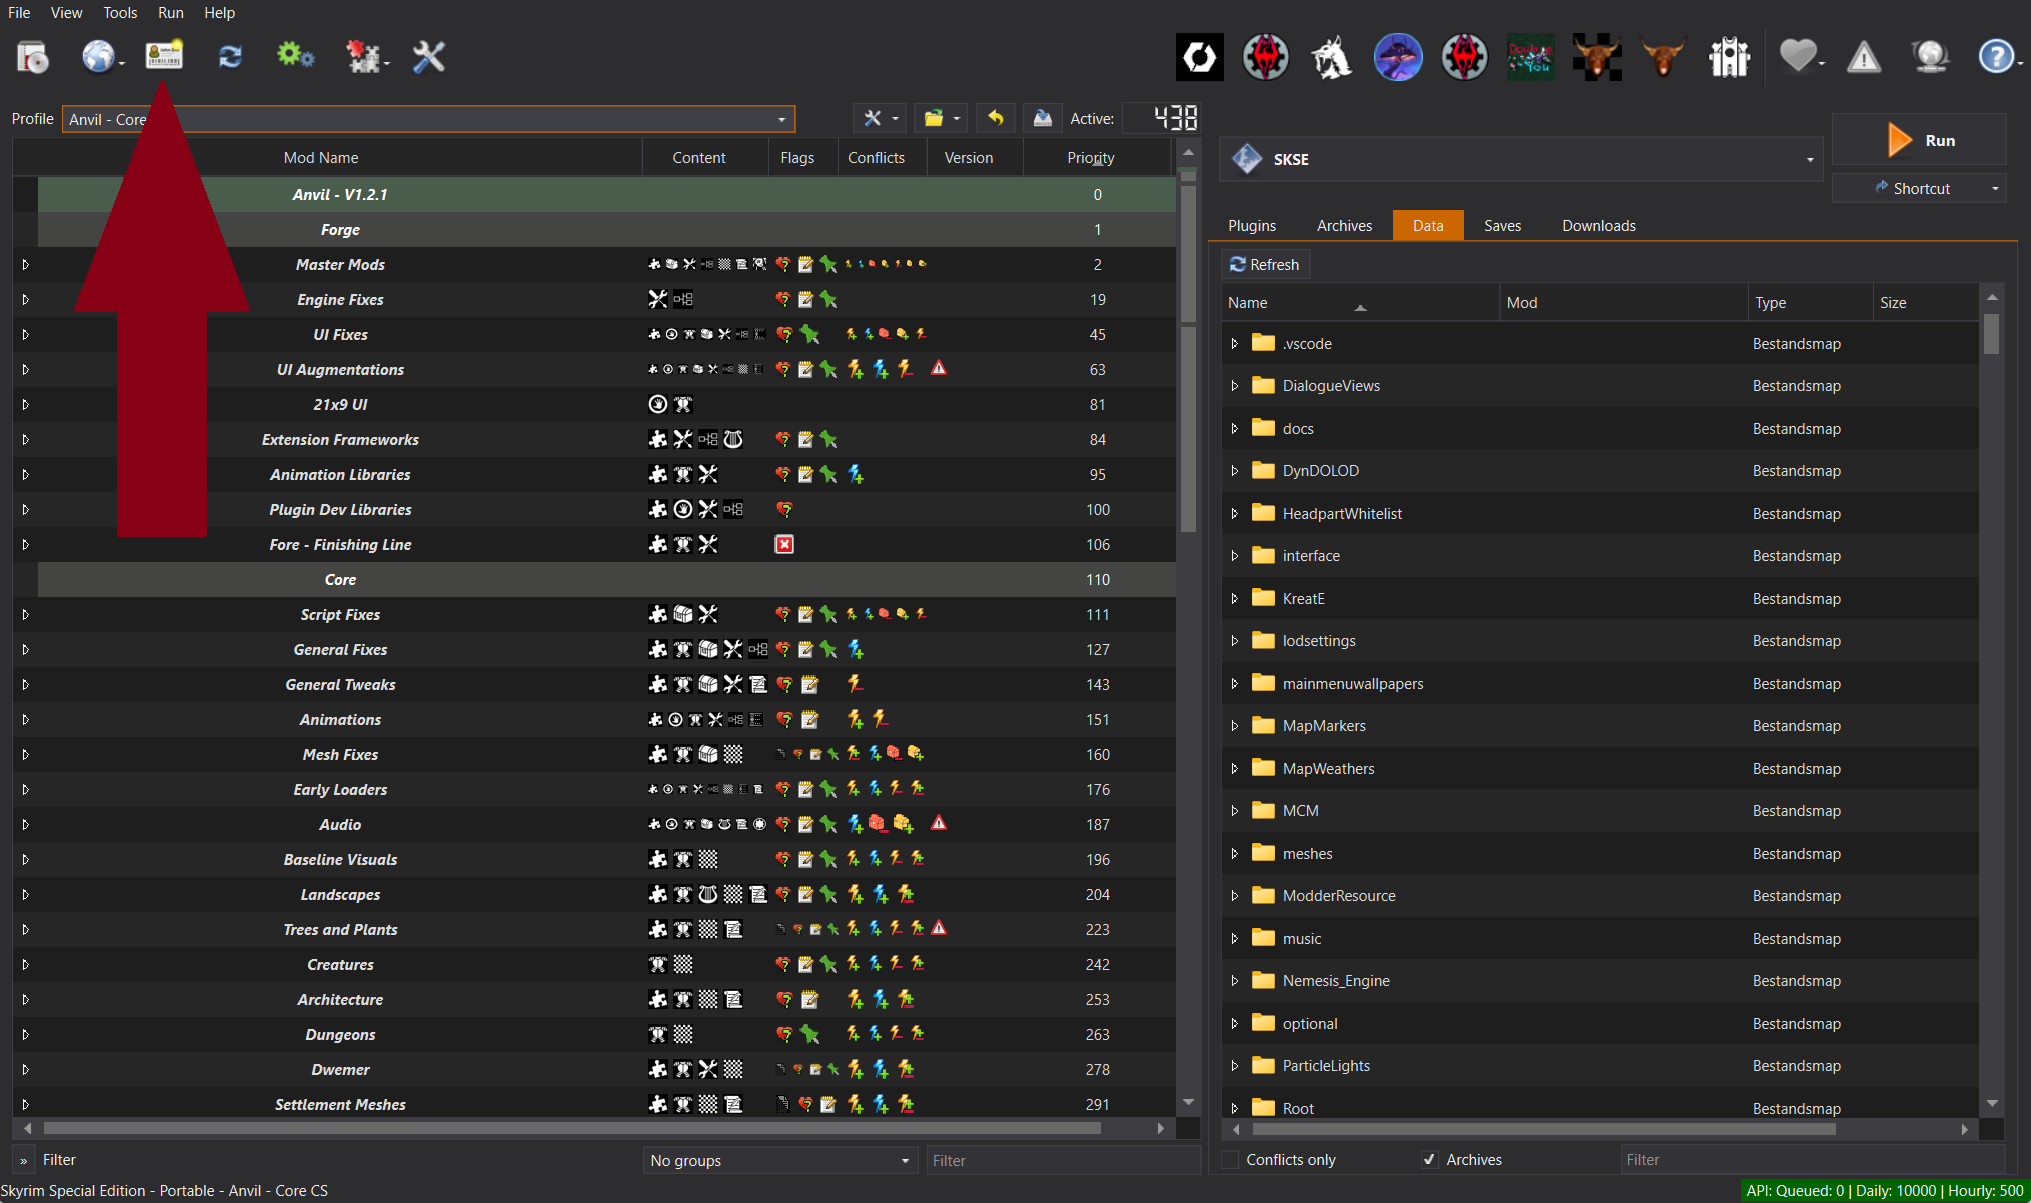 File View Tools Run Help
Double You
Profile Anvil - Core Active: 438
Mod Name Content Flags Conflicts Version Priority
Anvil - V1.2.1 0
Forge 1
Master Mods 2
Engine Fixes 19
UI Fixes 45
UI Augmentations 63
21x9 UI 81
Extension Frameworks 84
Animation Libraries 95
Plugin Dev Libraries 100
Fore - Finishing Line 106
Core 110
Script Fixes 111
General Fixes 127
General Tweaks 143
Animations 151
Mesh Fixes 160
Early Loaders 176
Audio 187
Baseline Visuals 196
Landscapes 204
Trees and Plants 223
Creatures 242
Architecture 253
Dungeons 263
Dwemer 278
Settlement Meshes 291
» Filter No groups Filter
SKSE
Run
Shortcut
Plugins Archives Data Saves Downloads
Refresh
Name Mod Type Size
.vscode Bestandsmap
DialogueViews Bestandsmap
docs Bestandsmap
DynDOLOD Bestandsmap
HeadpartWhitelist Bestandsmap
interface Bestandsmap
KreatE Bestandsmap
lodsettings Bestandsmap
mainmenuwallpapers Bestandsmap
MapMarkers Bestandsmap
MapWeathers Bestandsmap
MCM Bestandsmap
meshes Bestandsmap
ModderResource Bestandsmap
music Bestandsmap
Nemesis_Engine Bestandsmap
optional Bestandsmap
ParticleLights Bestandsmap
Root Bestandsmap
Conflicts only Archives Filter
Skyrim Special Edition - Portable - Anvil - Core CS
API: Queued: 0 | Daily: 10000 | Hourly: 500